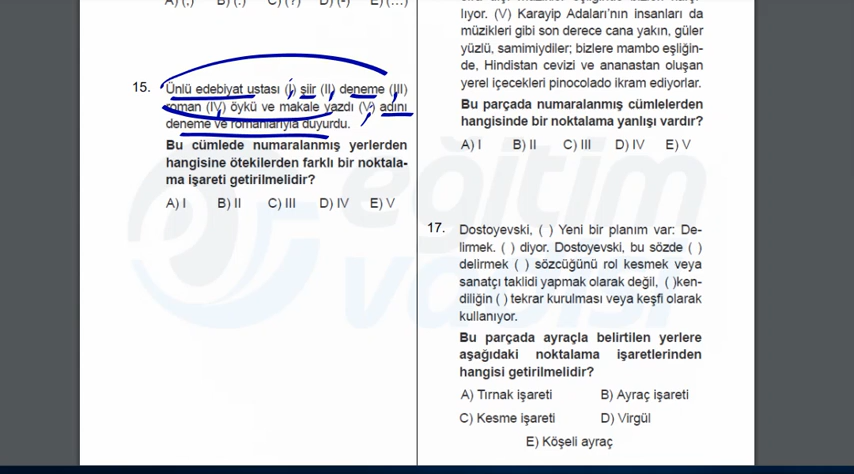 A) (,) B) (.) C) (?) D) (-) E) (…)
15. Ünlü edebiyat ustası (I) şiir (II) deneme (III)
roman (IV) öykü ve makale yazdı (V) adını
deneme ve romanlarıyla duyurdu.
Bu cümlede numaralanmış yerlerden
hangisine ötekilerden farklı bir noktala-
ma işareti getirilmelidir?
A) I B) II C) III D) IV E) V
lıyor. (V) Karayip Adaları'nın insanları da
müzikleri gibi son derece cana yakın, güler
yüzlü, samimiydiler; bizlere mambo eşliğin-
de, Hindistan cevizi ve ananastan oluşan
yerel içecekleri pinocolado ikram ediyorlar.
Bu parçada numaralanmış cümlelerden
hangisinde bir noktalama yanlışı vardır?
A) I B) II C) III D) IV E) V
17. Dostoyevski, ( ) Yeni bir planım var: De-
lirmek. ( ) diyor. Dostoyevski, bu sözde ( )
delirmek ( ) sözcüğünü rol kesmek veya
sanatçı taklidi yapmak olarak değil, ( )ken-
diliğin ( ) tekrar kurulması veya keşfi olarak
kullanıyor.
Bu parçada ayraçla belirtilen yerlere
aşağıdaki noktalama işaretlerinden
hangisi getirilmelidir?
A) Tırnak işareti B) Ayraç işareti
C) Kesme işareti D) Virgül
E) Köşeli ayraç
eğitim
vadisi